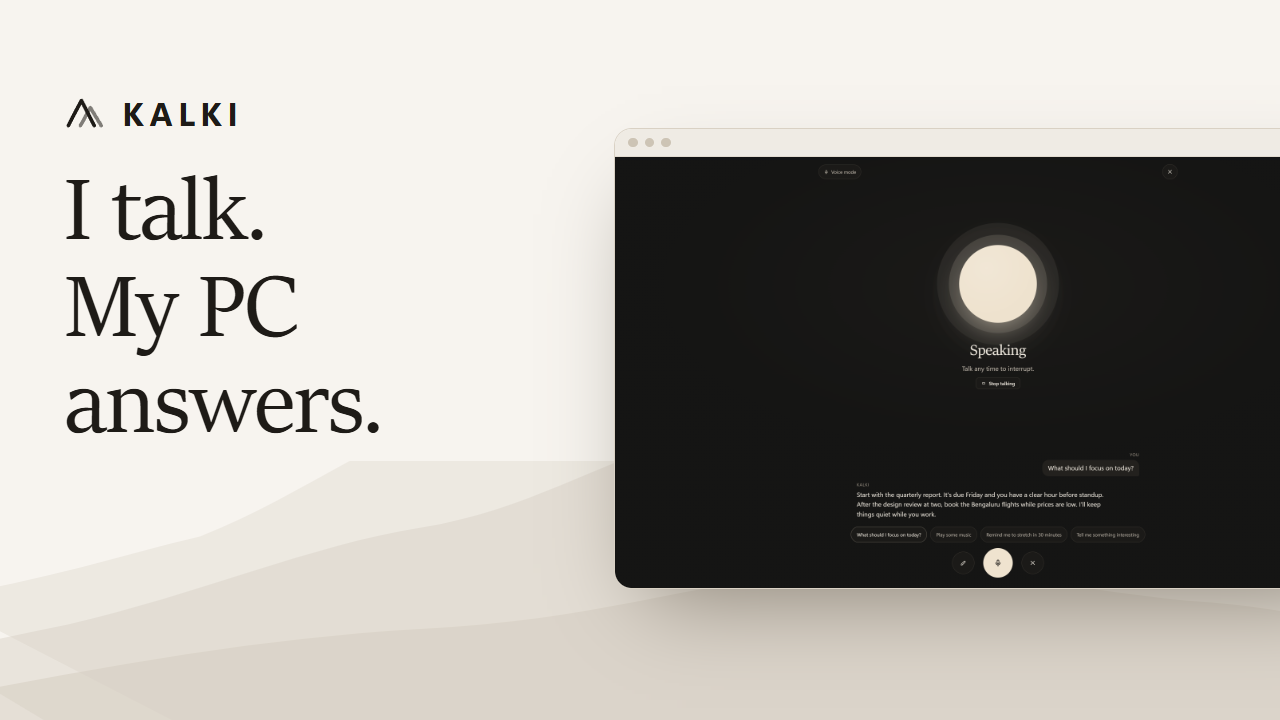 KALKI
I talk.
My PC
answers.
Voice mode
Speaking
Talk any time to interrupt.
Stop talking
YOU
What should I focus on today?
KALKI
Start with the quarterly report. It's due Friday and you have a clear hour before standup.
After the design review at two, book the Bengaluru flights while prices are low. I'll keep
things quiet while you work.
What should I focus on today?
Play some music
Remind me to stretch in 30 minutes
Tell me something interesting